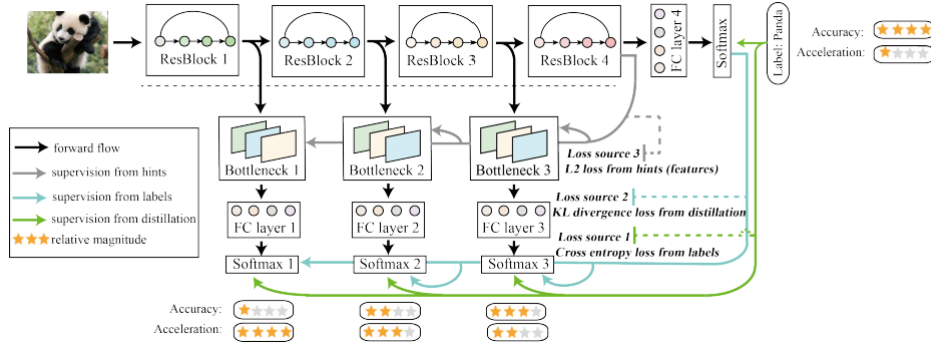 Accuracy:
Acceleration:
ResBlock 1
ResBlock 2
ResBlock 3
ResBlock 4
FC layer 4
Softmax
Label: Panda
forward flow
supervision from hints
supervision from labels
supervision from distillation
relative magnitude
Bottleneck 1
Bottleneck 2
Bottleneck 3
Loss source 3
L2 loss from hints (features)
Loss source 2
KL divergence loss from distillation
Loss source 1
Cross entropy loss from labels
FC layer 1
FC layer 2
FC layer 3
Softmax 1
Softmax 2
Softmax 3
Accuracy:
Acceleration: